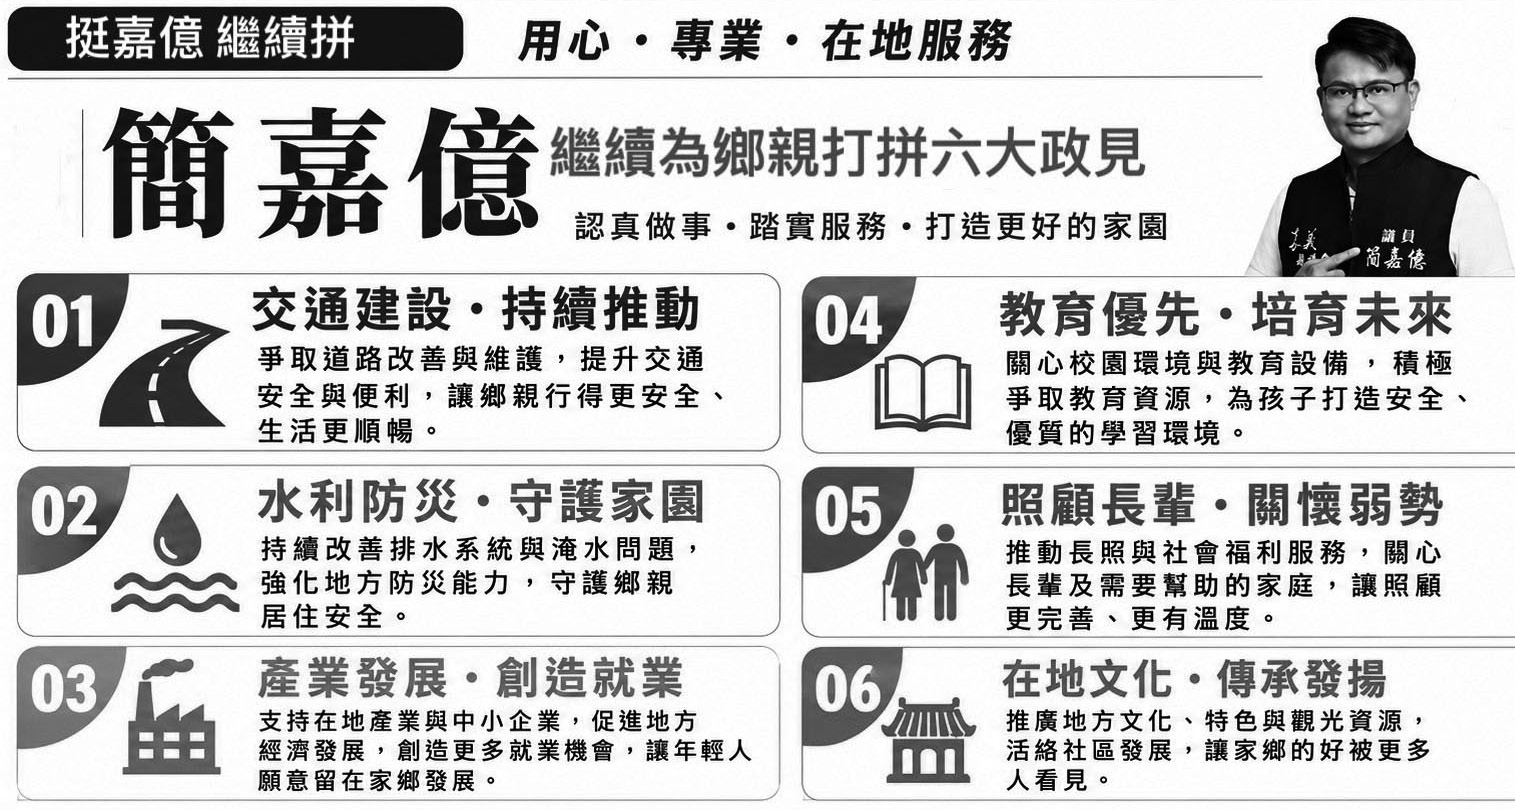 挺嘉億 繼續拼
用心・專業・在地服務
簡嘉億
繼續為鄉親打拼六大政見
認真做事・踏實服務・打造更好的家園
嘉義
議員
簡嘉億
01
交通建設・持續推動
爭取道路改善與維護，提升交通
安全與便利，讓鄉親行得更安全、
生活更順暢。
02
水利防災・守護家園
持續改善排水系統與淹水問題，
強化地方防災能力，守護鄉親
居住安全。
03
產業發展・創造就業
支持在地產業與中小企業，促進地方
經濟發展，創造更多就業機會，讓年輕人
願意留在家鄉發展。
04
教育優先・培育未來
關心校園環境與教育設備，積極
爭取教育資源，為孩子打造安全、
優質的學習環境。
05
照顧長輩・關懷弱勢
推動長照與社會福利服務，關心
長輩及需要幫助的家庭，讓照顧
更完善、更有溫度。
06
在地文化・傳承發揚
推廣地方文化、特色與觀光資源，
活絡社區發展，讓家鄉的好被更多
人看見。